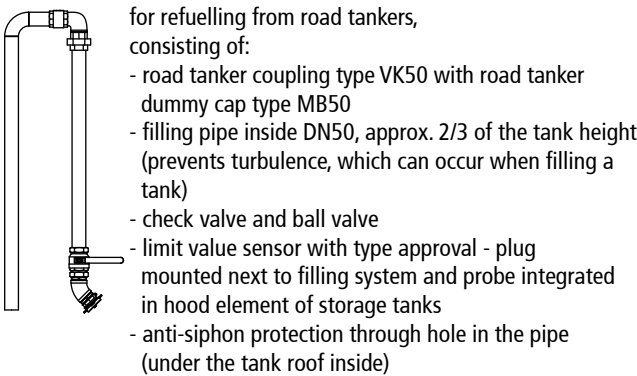 for refuelling from road tankers,
consisting of:
- road tanker coupling type VK50 with road tanker
dummy cap type MB50
- filling pipe inside DN50, approx. 2/3 of the tank height
(prevents turbulence, which can occur when filling a
tank)
- check valve and ball valve
- limit value sensor with type approval - plug
mounted next to filling system and probe integrated
in hood element of storage tanks
- anti-siphon protection through hole in the pipe
(under the tank roof inside)